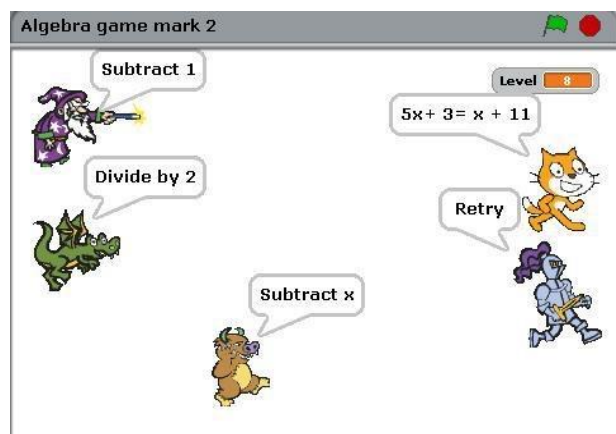 Algebra game mark 2
Subtract 1
Level 8
5x+ 3= x + 11
Divide by 2
Retry
Subtract x